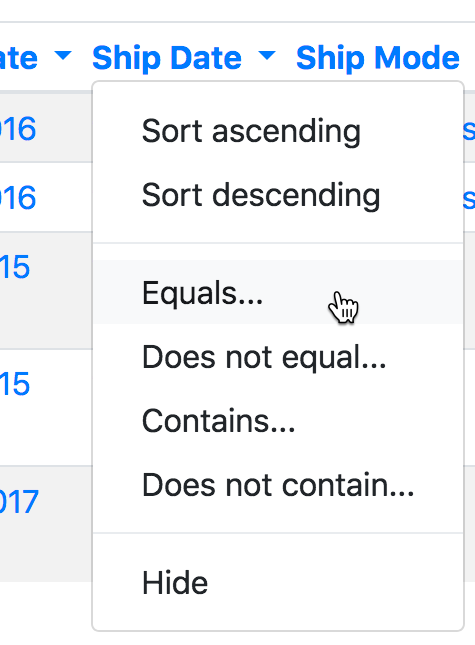 ate Ship Date Ship Mode
Sort ascending
016 s
Sort descending
016 s
15
Equals...
Does not equal...
15
Contains...
Does not contain...
017
Hide